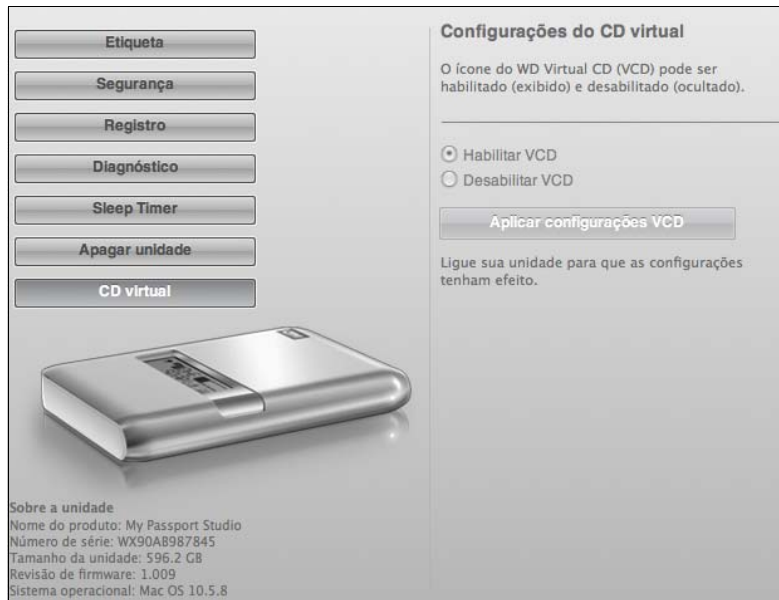 Etiqueta
Segurança
Registro
Diagnóstico
Sleep Timer
Apagar unidade
CD virtual
Sobre a unidade
Nome do produto: My Passport Studio
Número de série: WX90AB987845
Tamanho da unidade: 596.2 GB
Revisão de firmware: 1.009
Sistema operacional: Mac OS 10.5.8
Configurações do CD virtual
O ícone do WD Virtual CD (VCD) pode ser
habilitado (exibido) e desabilitado (ocultado).
Habilitar VCD
Desabilitar VCD
Aplicar configurações VCD
Ligue sua unidade para que as configurações
tenham efeito.